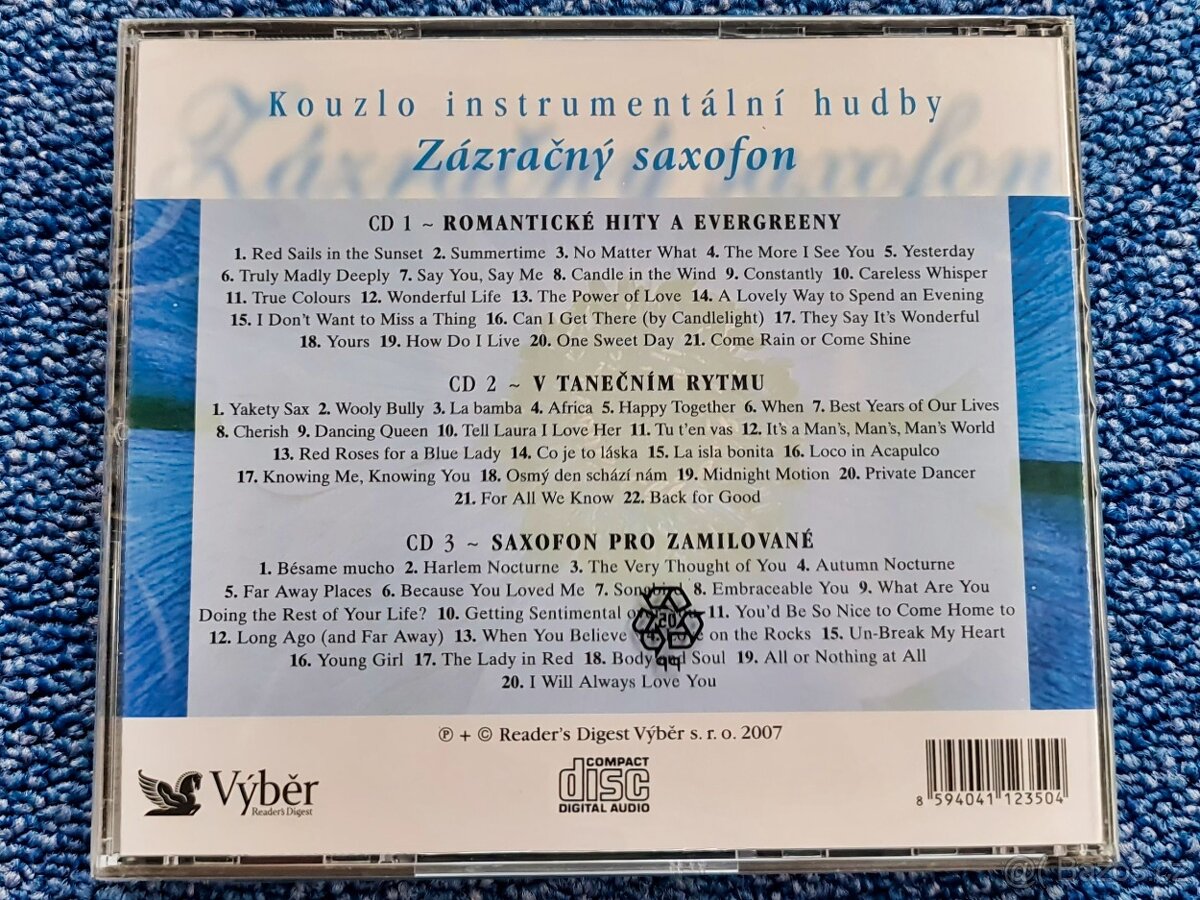 Kouzlo instrumentální hudby
Zázračný saxofon
CD 1 ~ ROMANTICKÉ HITY A EVERGREENY
1. Red Sails in the Sunset 2. Summertime 3. No Matter What 4. The More I See You 5. Yesterday
6. Truly Madly Deeply 7. Say You, Say Me 8. Candle in the Wind 9. Constantly 10. Careless Whisper
11. True Colours 12. Wonderful Life 13. The Power of Love 14. A Lovely Way to Spend an Evening
15. I Don't Want to Miss a Thing 16. Can I Get There (by Candlelight) 17. They Say It's Wonderful
18. Yours 19. How Do I Live 20. One Sweet Day 21. Come Rain or Come Shine
CD 2 ~ V TANEČNÍM RYTMU
1. Yakety Sax 2. Wooly Bully 3. La bamba 4. Africa 5. Happy Together 6. When 7. Best Years of Our Lives
8. Cherish 9. Dancing Queen 10. Tell Laura I Love Her 11. Tu t'en vas 12. It's a Man's, Man's, Man's World
13. Red Roses for a Blue Lady 14. Co je to láska 15. La isla bonita 16. Loco in Acapulco
17. Knowing Me, Knowing You 18. Osmý den schází nám 19. Midnight Motion 20. Private Dancer
21. For All We Know 22. Back for Good
CD 3 ~ SAXOFON PRO ZAMILOVANÉ
1. Bésame mucho 2. Harlem Nocturne 3. The Very Thought of You 4. Autumn Nocturne
5. Far Away Places 6. Because You Loved Me 7. 8. Embraceable You 9. What Are You
Doing the Rest of Your Life? 10. Getting Sentimental 11. You'd Be So Nice to Come Home to
12. Long Ago (and Far Away) 13. When You Believe on the Rocks 15. Un-Break My Heart
16. Young Girl 17. The Lady in Red 18. Body and Soul 19. All or Nothing at All
20. I Will Always Love You
℗ + © Reader's Digest Výběr s. r. o. 2007
Výběr
Reader's Digest
COMPACT
disc
DIGITAL AUDIO
8 594041 123504
Bazos.cz